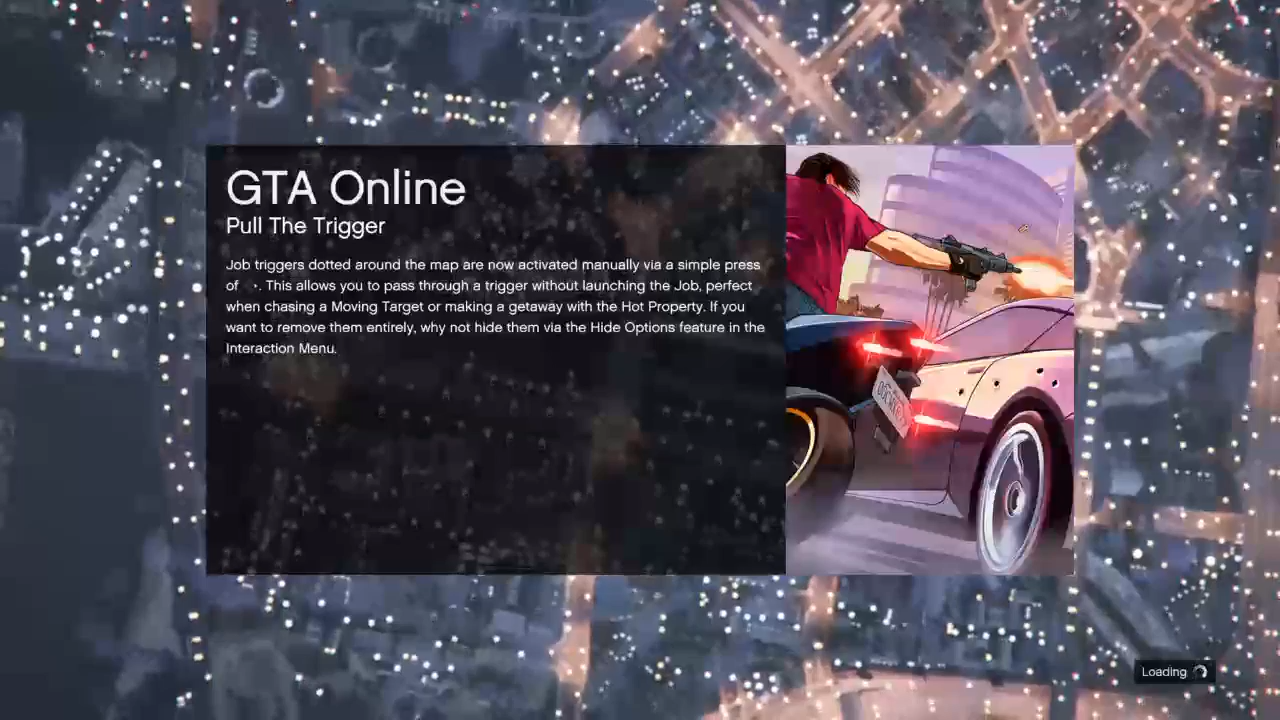 GTA Online
Pull The Trigger
Job triggers dotted around the map are now activated manually via a simple press
of . This allows you to pass through a trigger without launching the Job, perfect
when chasing a Moving Target or making a getaway with the Hot Property. If you
want to remove them entirely, why not hide them via the Hide Options feature in the
Interaction Menu.
Loading